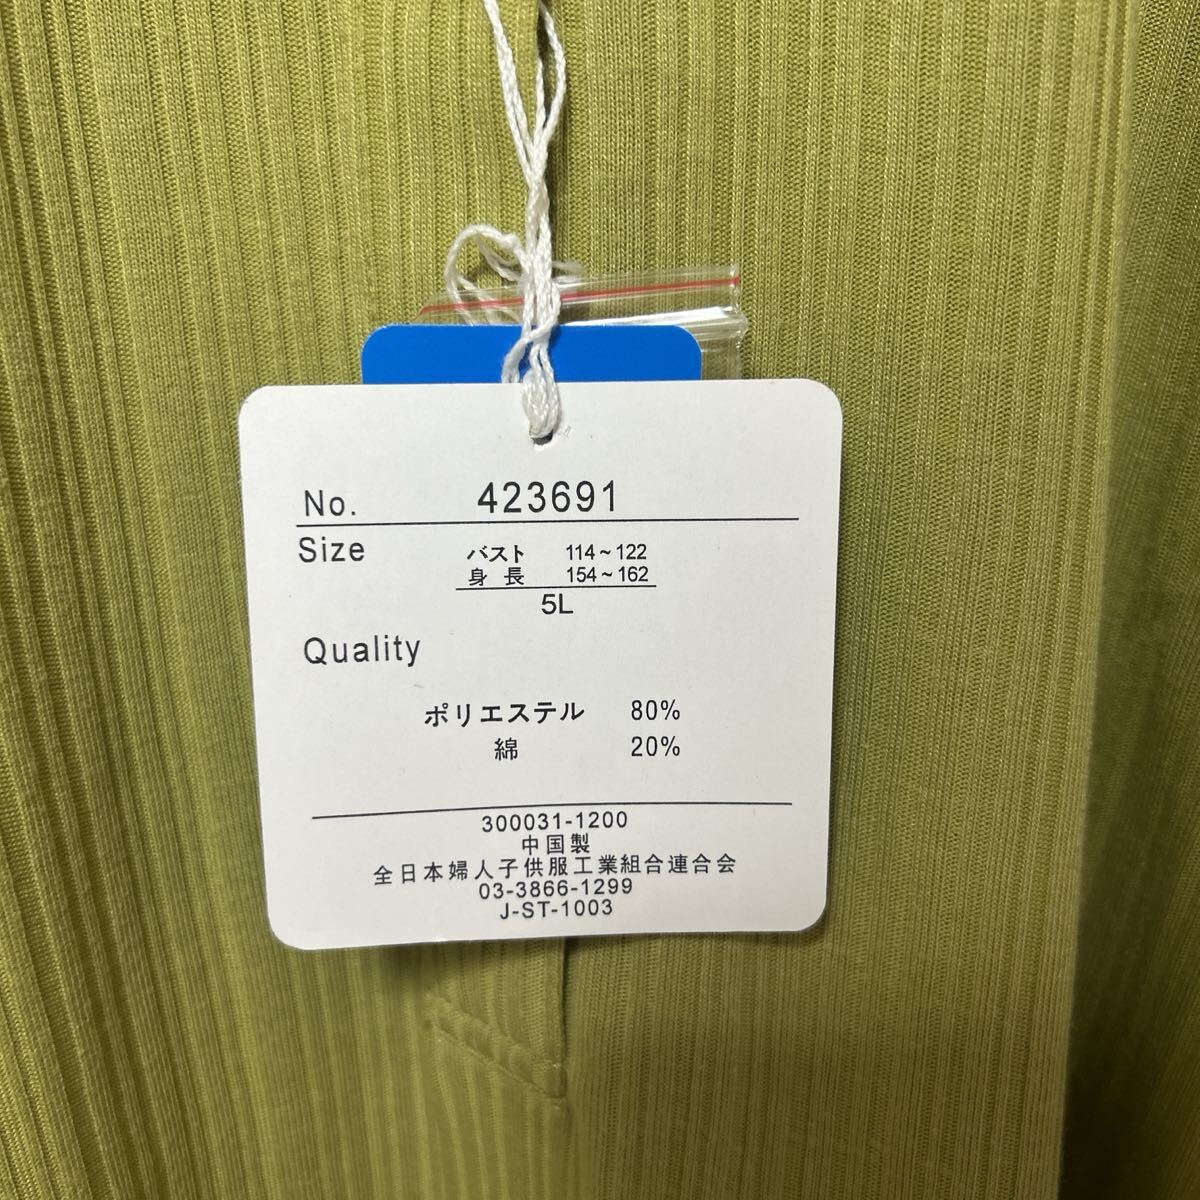 No. 423691
Size バスト 114~122
身長 154~162
5L
Quality
ポリエステル 80%
綿 20%
300031-1200
中国製
全日本婦人子供服工業組合連合会
03-3866-1299
J-ST-1003